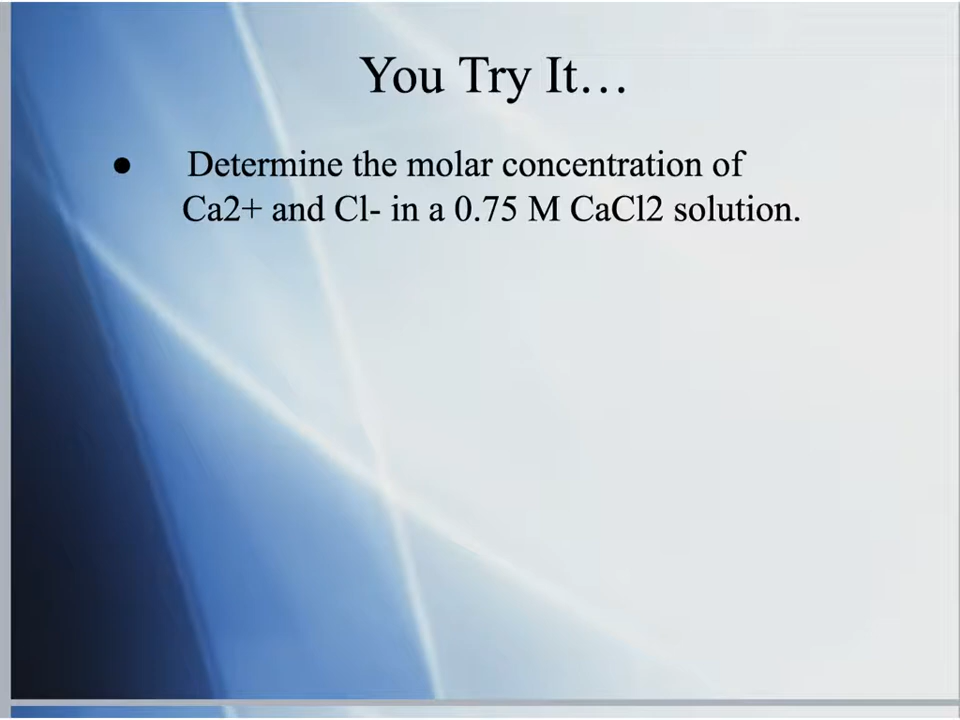 You Try It…
● Determine the molar concentration of
Ca2+ and Cl- in a 0.75 M CaCl2 solution.